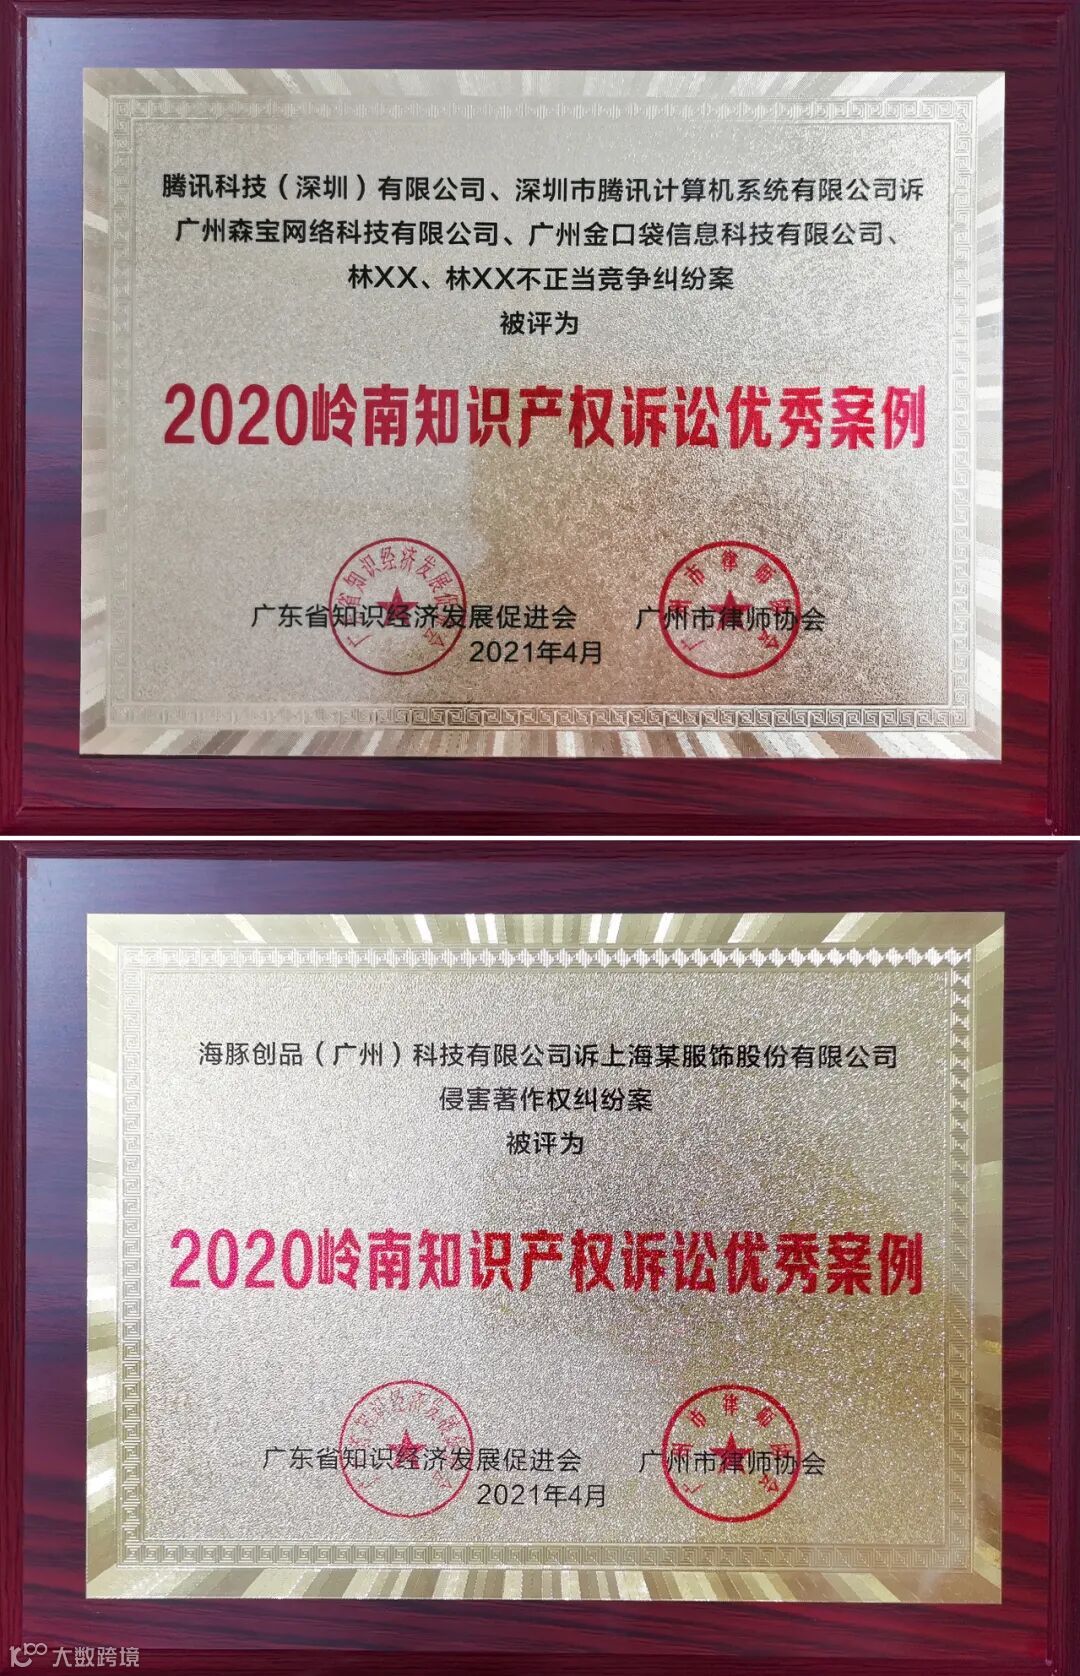 腾讯科技（深圳）有限公司、深圳市腾讯计算机系统有限公司诉
广州森宝网络科技有限公司、广州金口袋信息科技有限公司、
林XX、林XX不正当竞争纠纷案
被评为
2020岭南知识产权诉讼优秀案例
广东省知识经济发展促进会 广州市律师协会
2021年4月
海豚创品（广州）科技有限公司诉上海某服饰股份有限公司
侵害著作权纠纷案
被评为
2020岭南知识产权诉讼优秀案例
广东省知识经济发展促进会 广州市律师协会
2021年4月
大数跨境